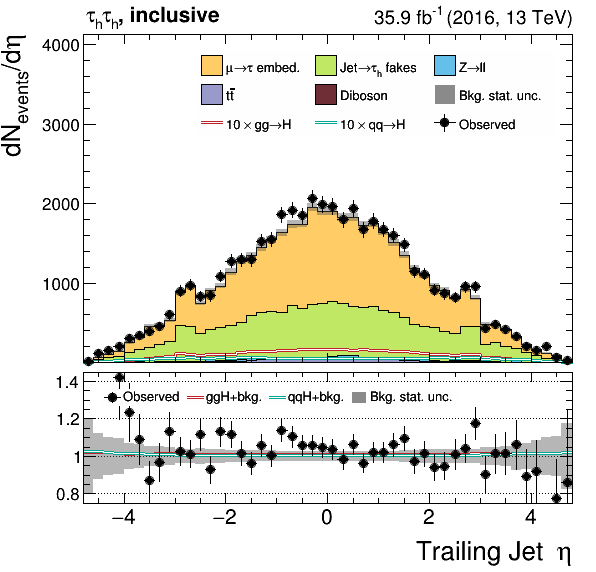 τhτh, inclusive 35.9 fb-1 (2016, 13 TeV)
dNevents/dη
4000
3000
2000
1000
μ→τ embed. Jet→τh fakes Z→ll
tt̄ Diboson Bkg. stat. unc.
10 × gg→H 10 × qq→H Observed
1.4
1.2
1
0.8
Observed ggH+bkg. qqH+bkg. Bkg. stat. unc.
−4 −2 0 2 4
Trailing Jet η